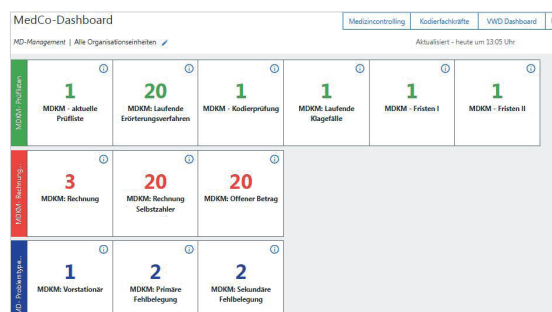 MedCo-Dashboard
Medizincontrolling Kodierfachkräfte VWD Dashboard
MD-Management | Alle Organisationseinheiten
Aktualisiert - heute um 13:05 Uhr
MDKM- Prüflisten
1 20 1 1 1 1
MDKM - aktuelle Prüfliste
MDKM: Laufende Erörterungsverfahren
MDKM - Kodierprüfung
MDKM: Laufende Klagefälle
MDKM - Fristen I
MDKM - Fristen II
MDKM- Rechnung...
3 20 20
MDKM: Rechnung
MDKM: Rechnung Selbstzahler
MDKM: Offener Betrag
MD - Problemtype...
1 2 2
MDKM: Vorstationär
MDKM: Primäre Fehlbelegung
MDKM: Sekundäre Fehlbelegung